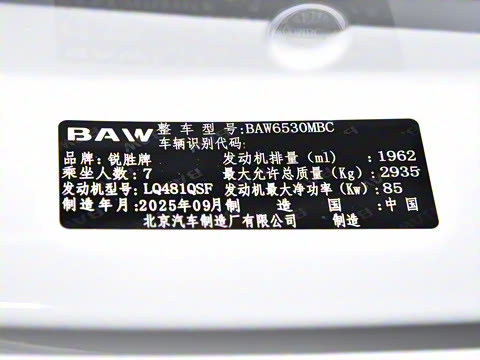 BAW 整车型号:BAW6530MBC
车辆识别代码:
品牌:锐胜牌 发动机排量(ml) :1962
乘坐人数:7 最大允许总质量(Kg):2935
发动机型号:LQ481QSF 发动机最大净功率(Kw):85
制造年月:2025年09月 制造国:中国
北京汽车制造厂有限公司 制造